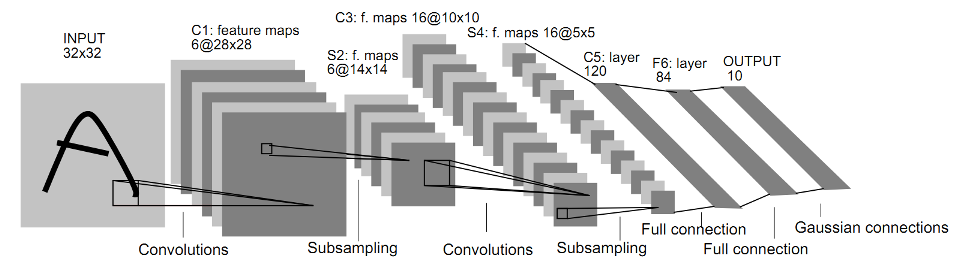 INPUT
32x32
C1: feature maps
6@28x28
S2: f. maps
6@14x14
C3: f. maps 16@10x10
S4: f. maps 16@5x5
C5: layer
120
F6: layer
84
OUTPUT
10
Convolutions
Subsampling
Convolutions
Subsampling
Full connection
Full connection
Gaussian connections
A